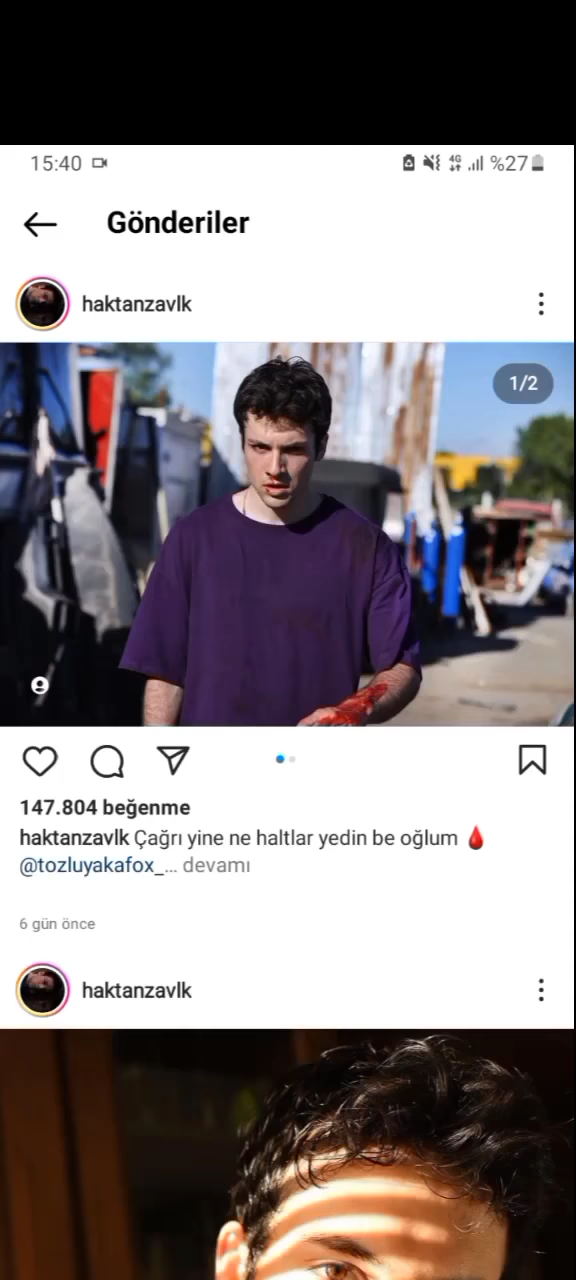 15:40 4G %27
Gönderiler
haktanzavlk
1/2
147.804 beğenme
haktanzavlk Çağrı yine ne haltlar yedin be oğlum 🩸
@tozluyakafox_... devamı
6 gün önce
haktanzavlk